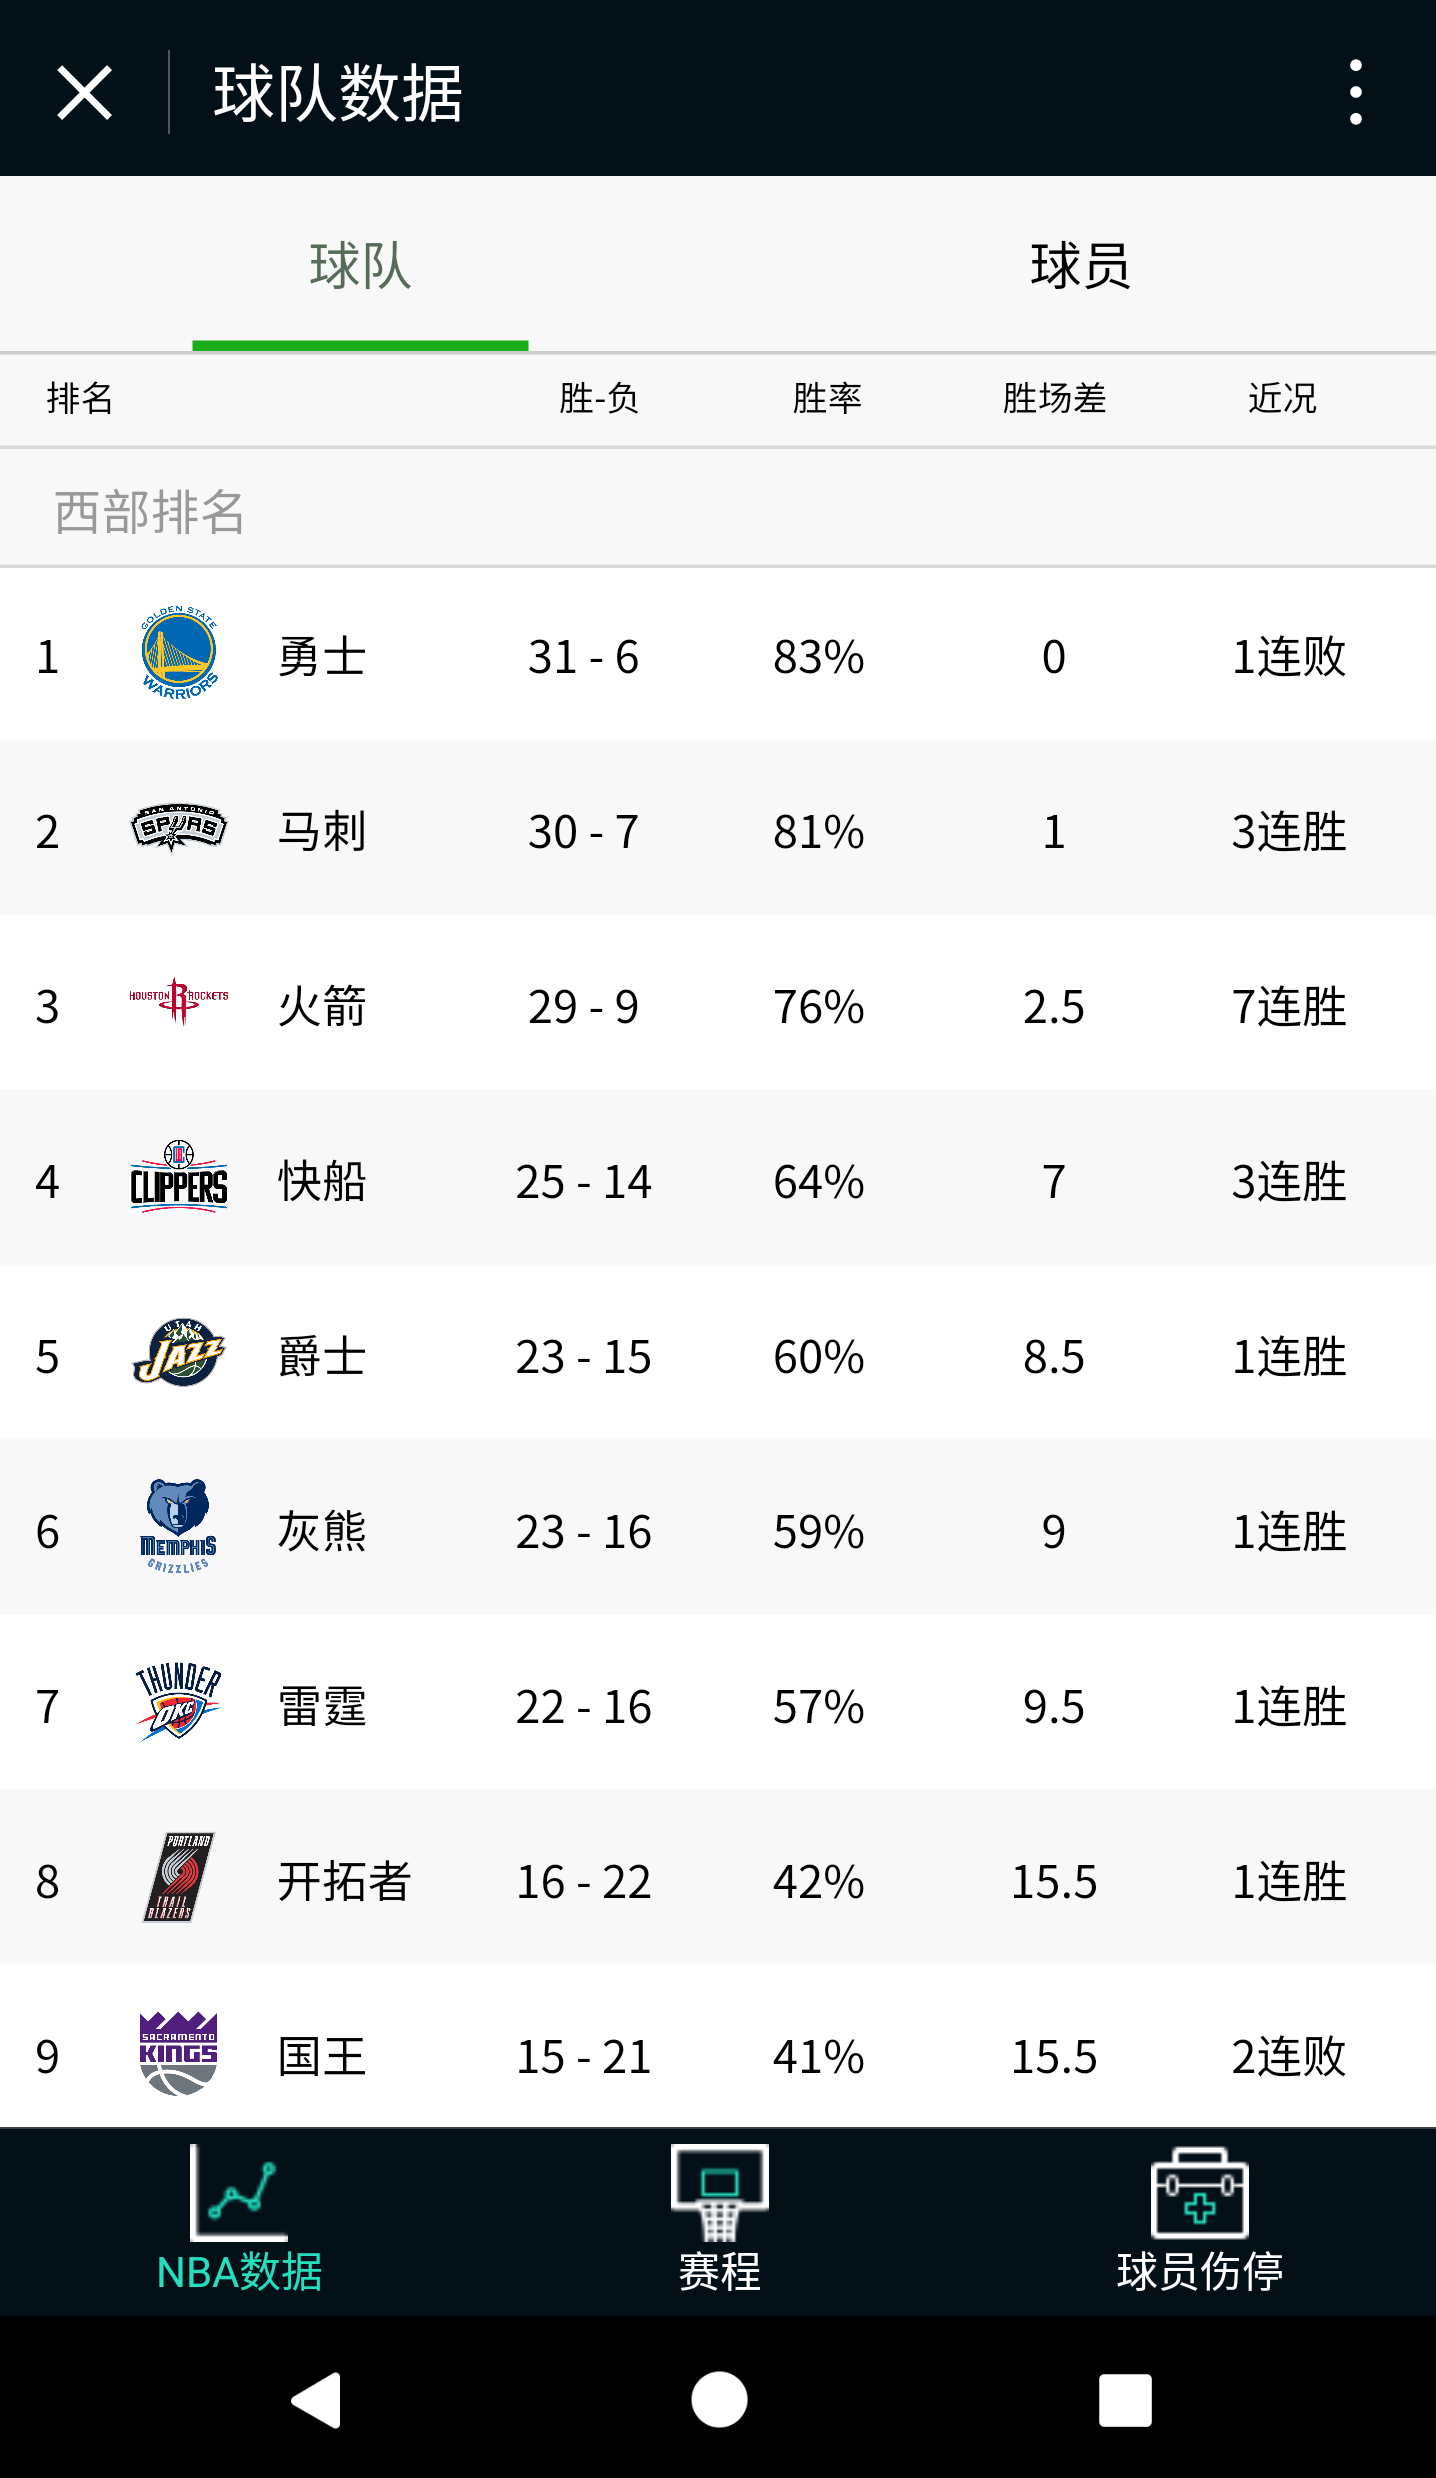 球队数据
球队 球员
排名 胜-负 胜率 胜场差 近况
西部排名
1 GOLDEN STATE WARRIORS 勇士 31 - 6 83% 0 1连败
2 SAN ANTONIO SPURS 马刺 30 - 7 81% 1 3连胜
3 HOUSTON ROCKETS 火箭 29 - 9 76% 2.5 7连胜
4 CLIPPERS 快船 25 - 14 64% 7 3连胜
5 UTAH JAZZ 爵士 23 - 15 60% 8.5 1连胜
6 MEMPHIS GRIZZLIES 灰熊 23 - 16 59% 9 1连胜
7 THUNDER OKC 雷霆 22 - 16 57% 9.5 1连胜
8 PORTLAND TRAIL BLAZERS 开拓者 16 - 22 42% 15.5 1连胜
9 SACRAMENTO KINGS 国王 15 - 21 41% 15.5 2连败
NBA数据 赛程 球员伤停